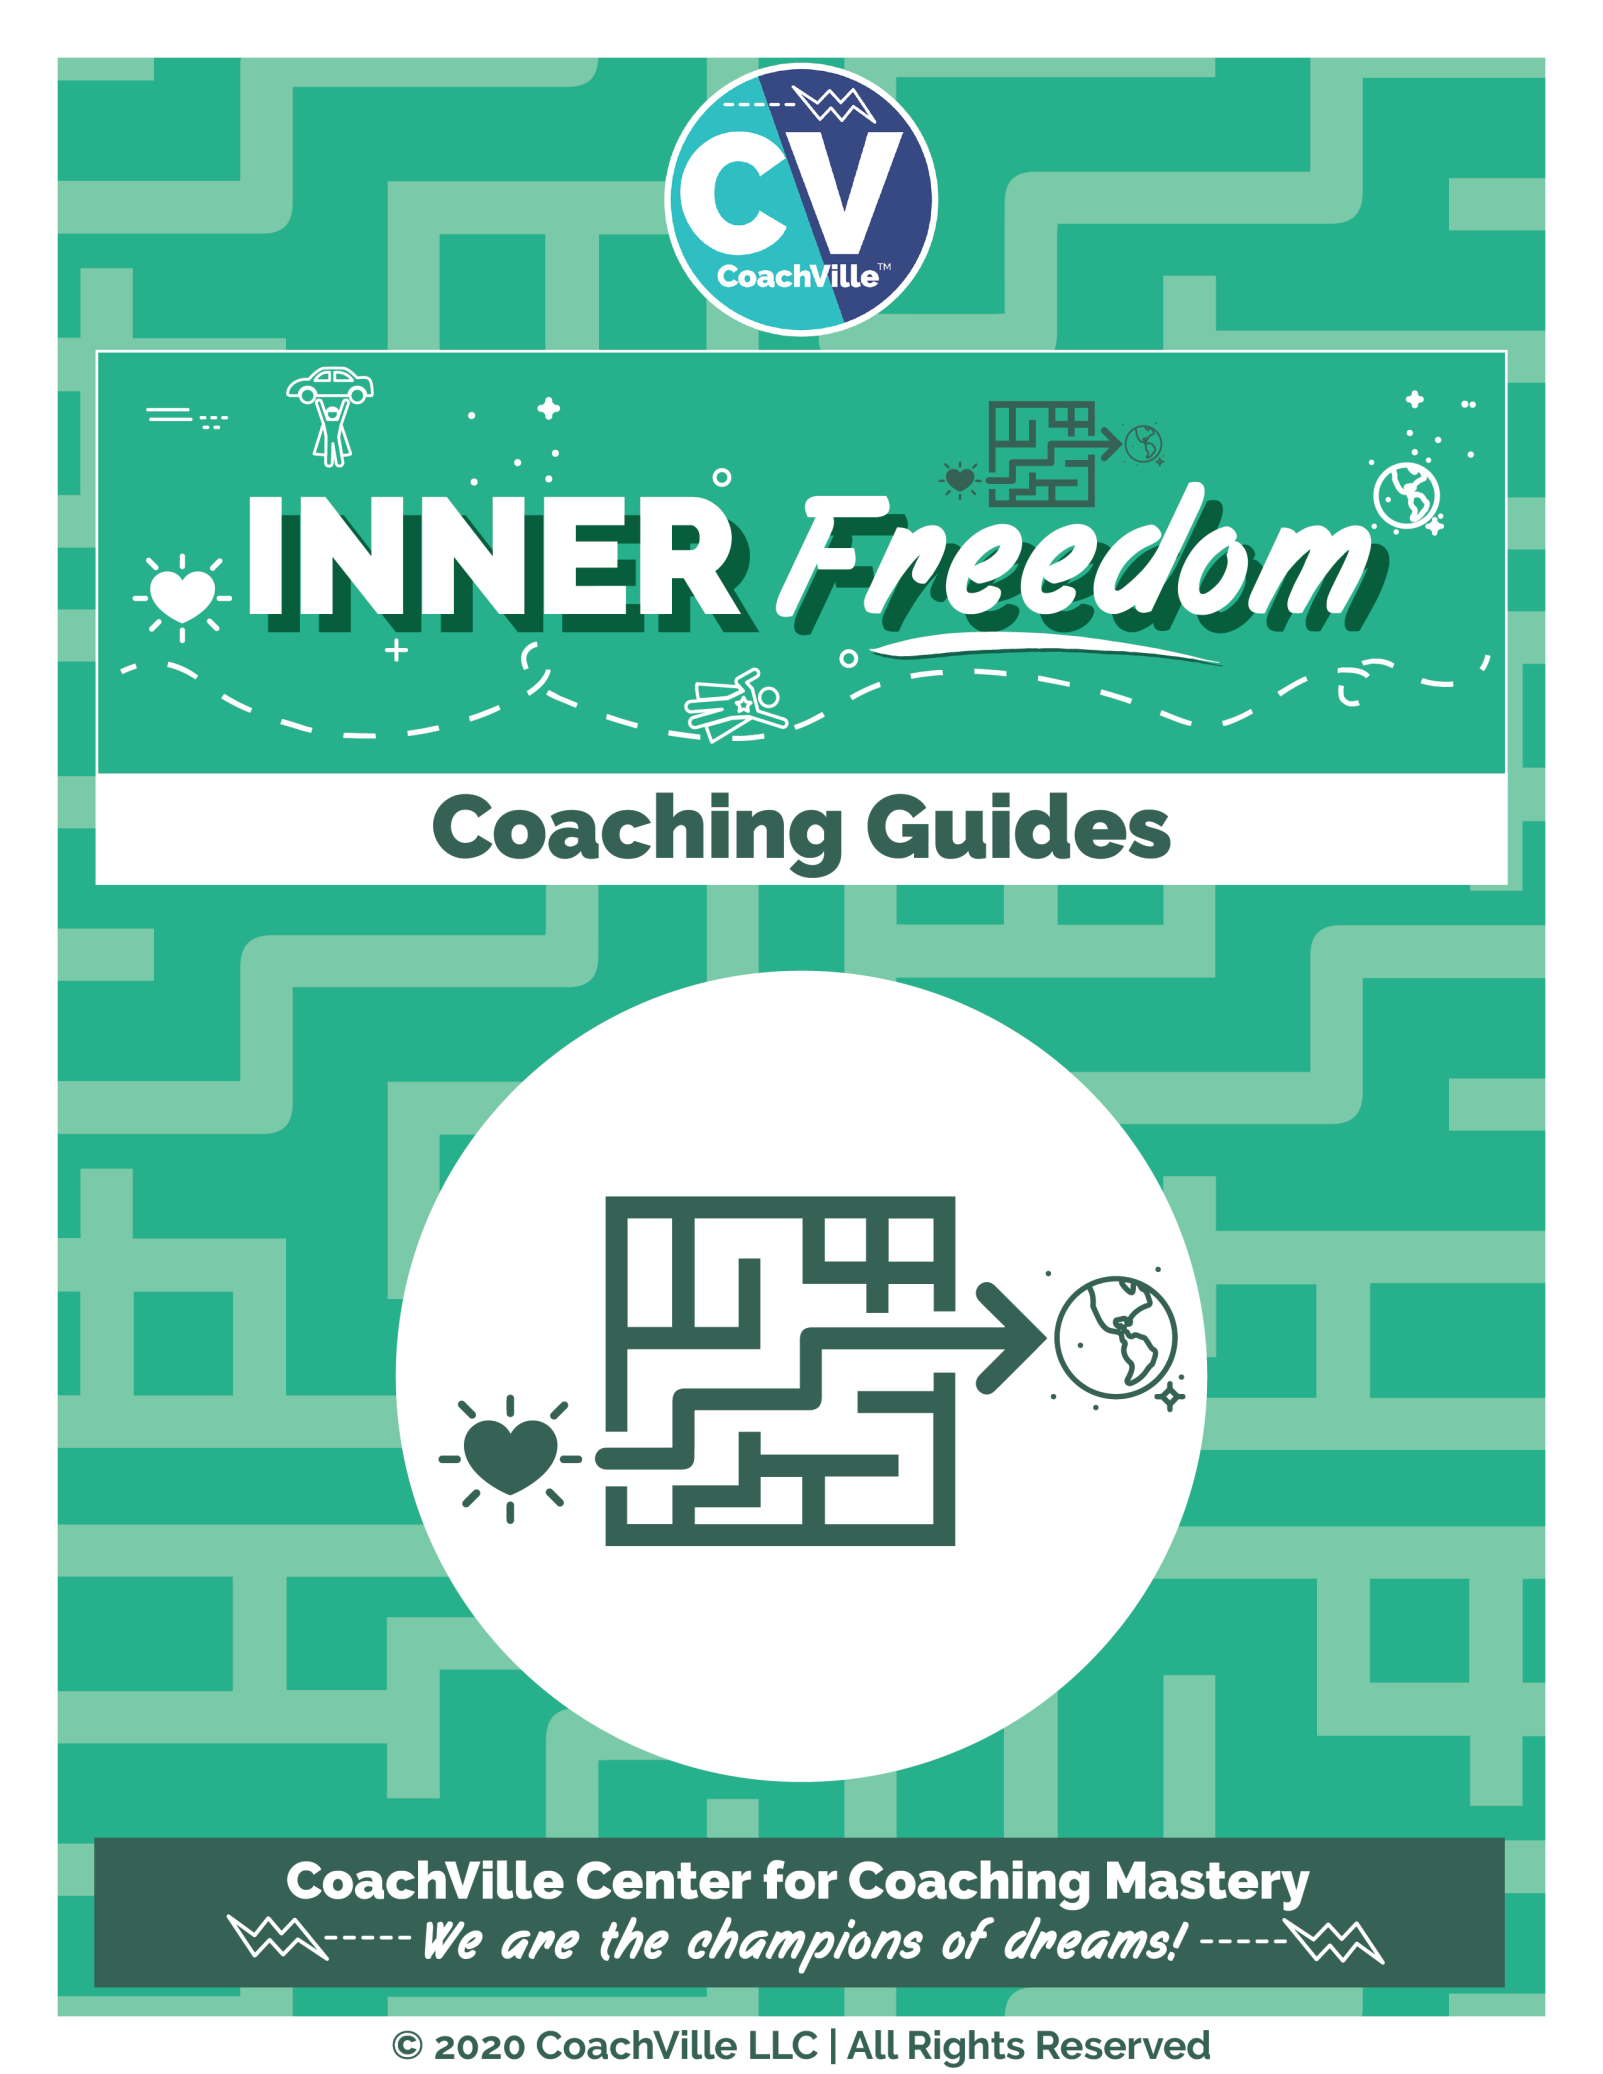 CV
CoachVille™
INNER Freedom
Coaching Guides
CoachVille Center for Coaching Mastery
We are the champions of dreams!
© 2020 CoachVille LLC | All Rights Reserved